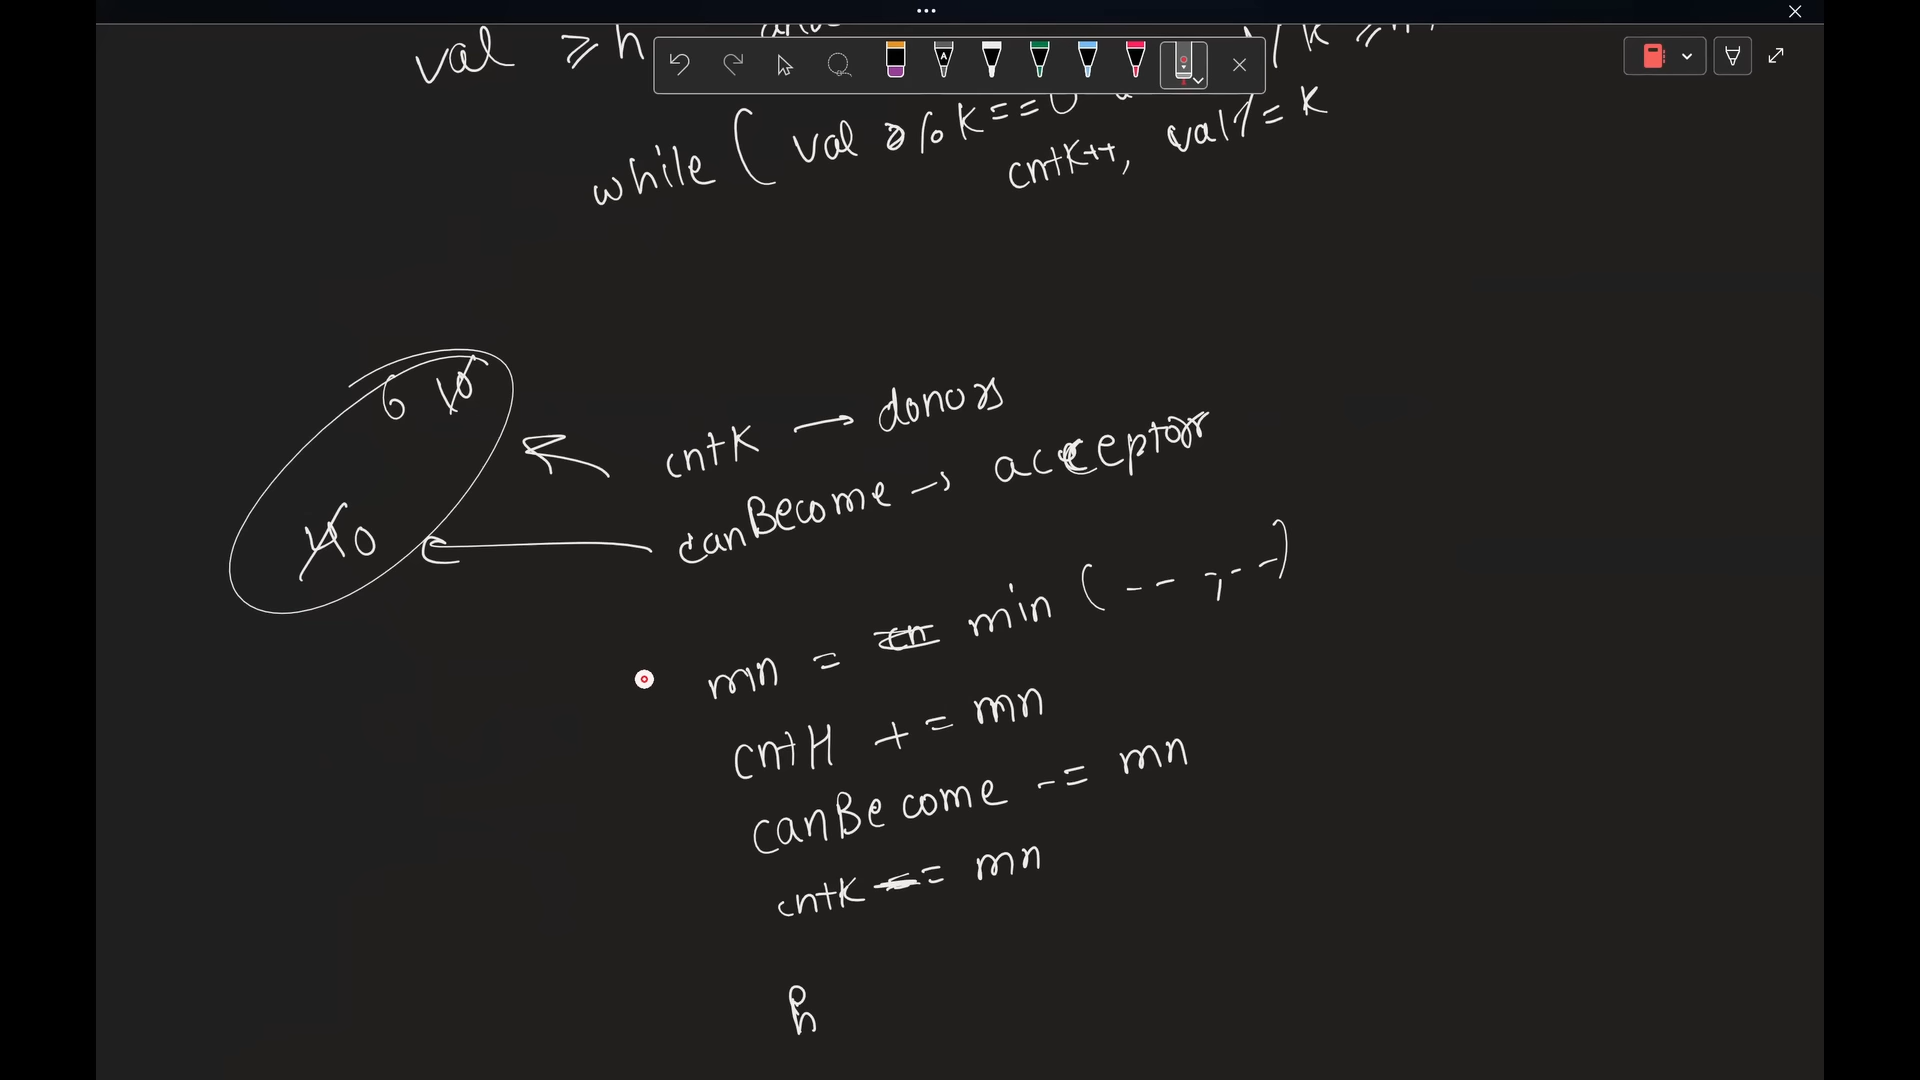 val ≥ h
while ( val % k == 0
cntK++, val /= k
6 10
cntK → donors
canBecome → acceptor
40
mn = min ( -- , -- )
cntH += mn
canBecome -= mn
cntK -= mn
h